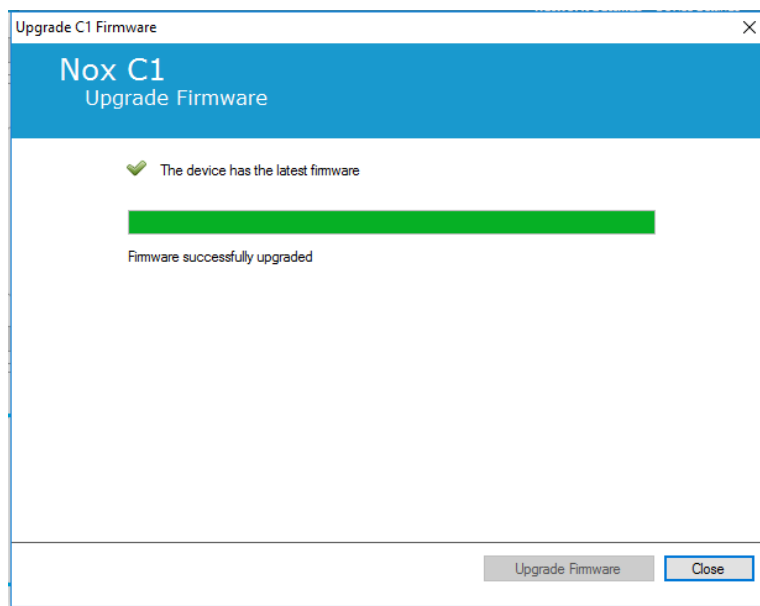 Upgrade C1 Firmware
Nox C1
Upgrade Firmware
The device has the latest firmware
Firmware successfully upgraded
Upgrade Firmware
Close